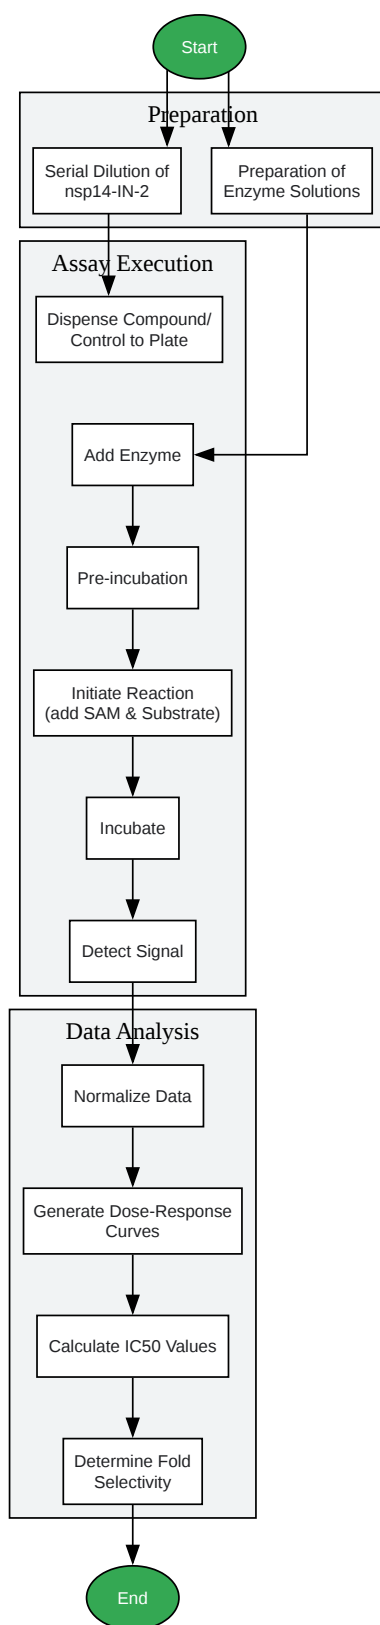 Start
Preparation
Serial Dilution of
nsp14-IN-2
Preparation of
Enzyme Solutions
Assay Execution
Dispense Compound/
Control to Plate
Add Enzyme
Pre-incubation
Initiate Reaction
(add SAM & Substrate)
Incubate
Detect Signal
Data Analysis
Normalize Data
Generate Dose-Response
Curves
Calculate IC50 Values
Determine Fold
Selectivity
End